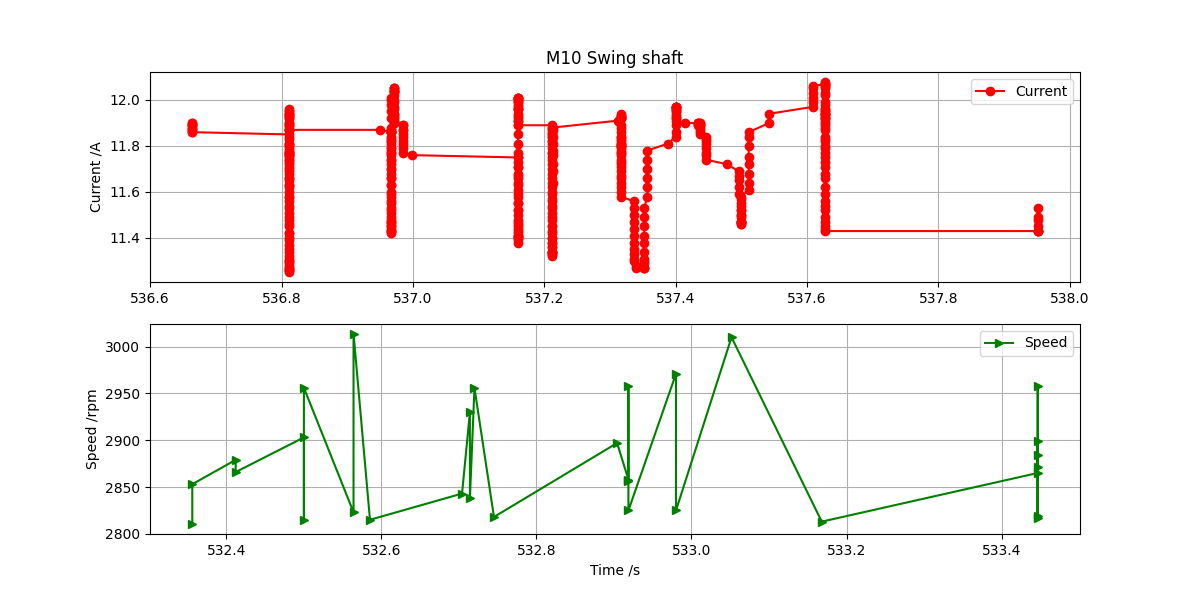 M10 Swing shaft
Current /A
12.0
11.8
11.6
11.4
Current
536.6 536.8 537.0 537.2 537.4 537.6 537.8 538.0
Speed /rpm
3000
2950
2900
2850
2800
Speed
532.4 532.6 532.8 533.0 533.2 533.4
Time /s